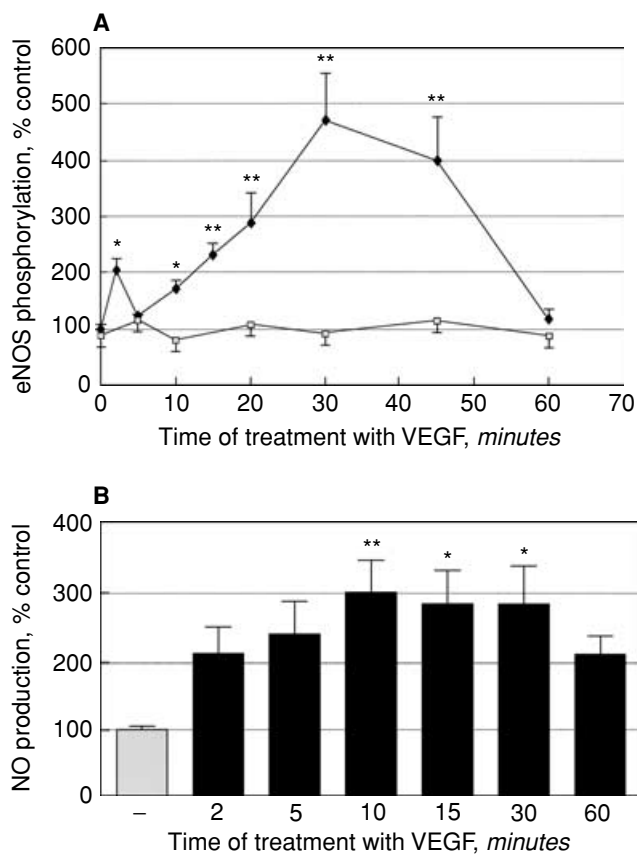 A
eNOS phosphorylation, % control
600
500
400
300
200
100
0
*
*
**
**
**
**
0 10 20 30 40 50 60 70
Time of treatment with VEGF, minutes
B
NO production, % control
400
300
200
100
0
**
*
*
– 2 5 10 15 30 60
Time of treatment with VEGF, minutes